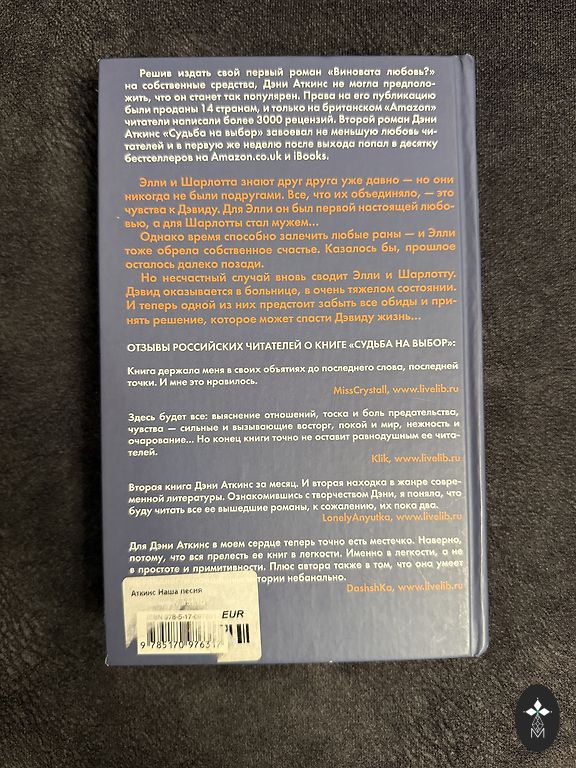 Решив издать свой первый роман «Виновата любовь?»
на собственные средства, Дэни Аткинс не могла предполо-
жить, что он станет так популярен. Права на его публикацию
были проданы 14 странам, и только на британском «Amazon»
читатели написали более 3000 рецензий. Второй роман Дэни
Аткинс «Судьба на выбор» завоевал не меньшую любовь чи-
тателей и в первую же неделю после выхода попал в десятку
бестселлеров на Amazon.co.uk и iBooks.
Элли и Шарлотта знают друг друга уже давно — но они
никогда не были подругами. Все, что их объединяло, — это
чувства к Дэвиду. Для Элли он был первой настоящей любо-
вью, а для Шарлотты стал мужем...
Однако время способно залечить любые раны — и Элли
тоже обрела собственное счастье. Казалось бы, прошлое
осталось далеко позади.
Но несчастный случай вновь сводит Элли и Шарлотту.
Дэвид оказывается в больнице, в очень тяжелом состоянии.
И теперь одной из них предстоит забыть все обиды и при-
нять решение, которое может спасти Дэвиду жизнь...
ОТЗЫВЫ РОССИЙСКИХ ЧИТАТЕЛЕЙ О КНИГЕ «СУДЬБА НА ВЫБОР»:
Книга держала меня в своих объятиях до последнего слова, последней
точки. И мне это нравилось.
MissCrystall, www.livelib.ru
Здесь будет все: выяснение отношений, тоска и боль предательства,
чувства — сильные и вызывающие восторг, покой и мир, нежность и
очарование... Но конец книги точно не оставит равнодушным ее чита-
телей.
Klik, www.livelib.ru
Вторая книга Дэни Аткинс за месяц. И вторая находка в жанре совре-
менной литературы. Ознакомившись с творчеством Дэни, я поняла, что
буду читать все ее вышедшие романы, к сожалению, их пока два.
LonelyAnyutka, www.livelib.ru
Для Дэни Аткинс в моем сердце теперь точно есть местечко. Наверно,
потому, что вся прелесть ее книг в легкости. Именно в легкости, а не
в простоте и примитивности. Плюс автора также в том, что она умеет
истории небанально.
DashshKa, www.livelib.ru
Аткинс Наша песня
ISBN 978-5-17-09
EUR
9 785170 97631
M